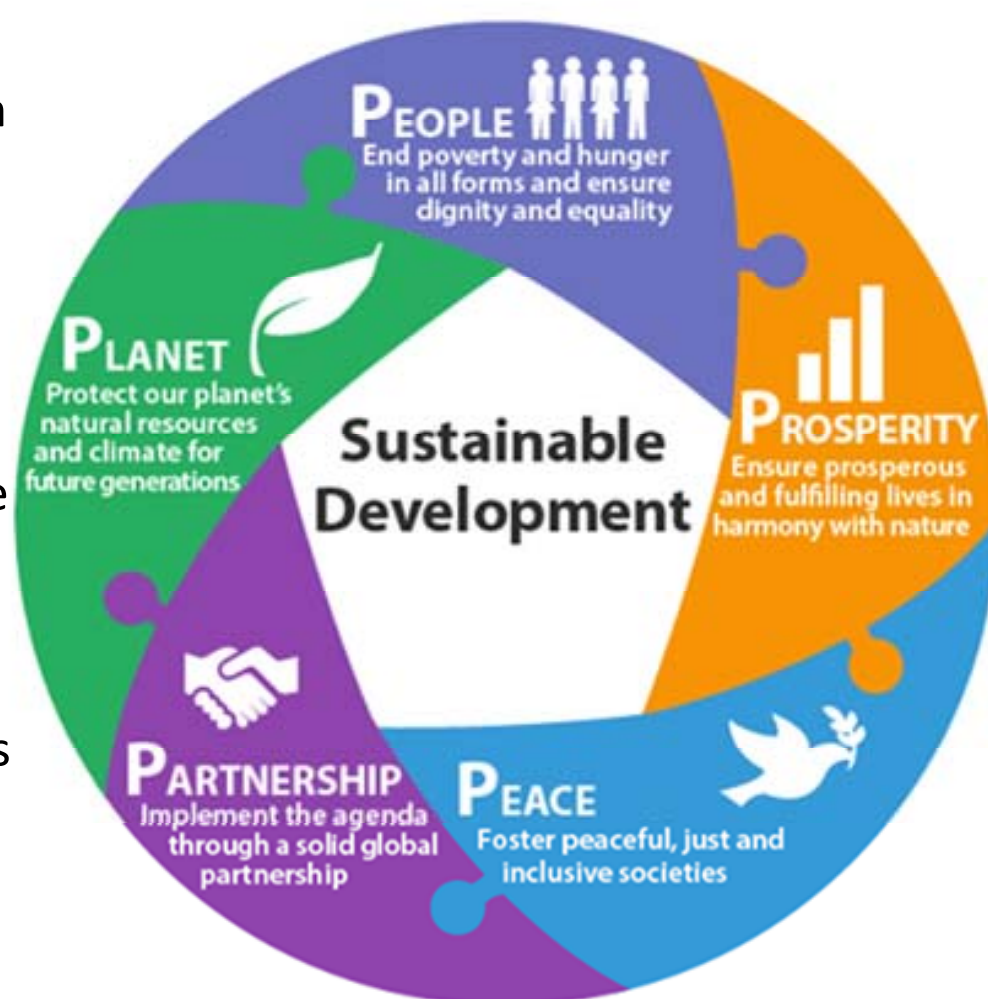 PEOPLE
End poverty and hunger
in all forms and ensure
dignity and equality
PROSPERITY
Ensure prosperous
and fulfilling lives in
harmony with nature
PEACE
Foster peaceful, just and
inclusive societies
PARTNERSHIP
Implement the agenda
through a solid global
partnership
PLANET
Protect our planet's
natural resources
and climate for
future generations
Sustainable
Development